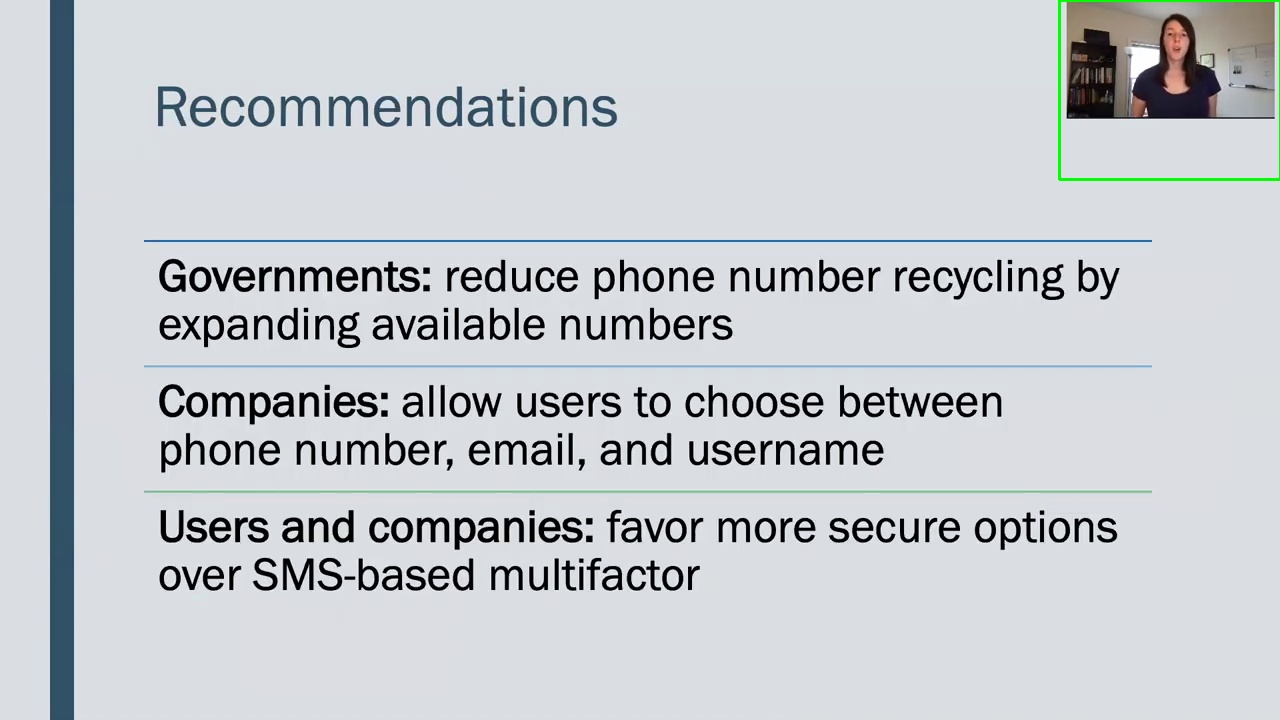 Recommendations
Governments: reduce phone number recycling by
expanding available numbers
Companies: allow users to choose between
phone number, email, and username
Users and companies: favor more secure options
over SMS-based multifactor